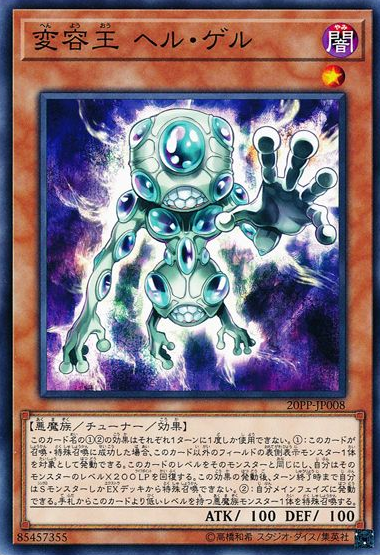 変容王 ヘル・ゲル
へん よう おう
闇
やみ
20PP-JP008
【悪魔族／チューナー／効果】
このカード名の①②の効果はそれぞれ1ターンに1度しか使用できない。①：このカードが
召喚・特殊召喚に成功した場合、このカード以外のフィールドの表側表示モンスター1体
を対象として発動できる。このカードのレベルをそのモンスターと同じにし、自分はその
モンスターのレベル×200LPを回復する。この効果の発動後、ターン終了時まで自分
はSモンスターしかEXデッキから特殊召喚できない。②：自分メインフェイズに発動でき
る。手札からこのカードより低いレベルを持つ悪魔族モンスター1体を特殊召喚する。
ATK/ 100 DEF/ 100
85457355
©高橋和希 スタジオ・ダイス/集英社